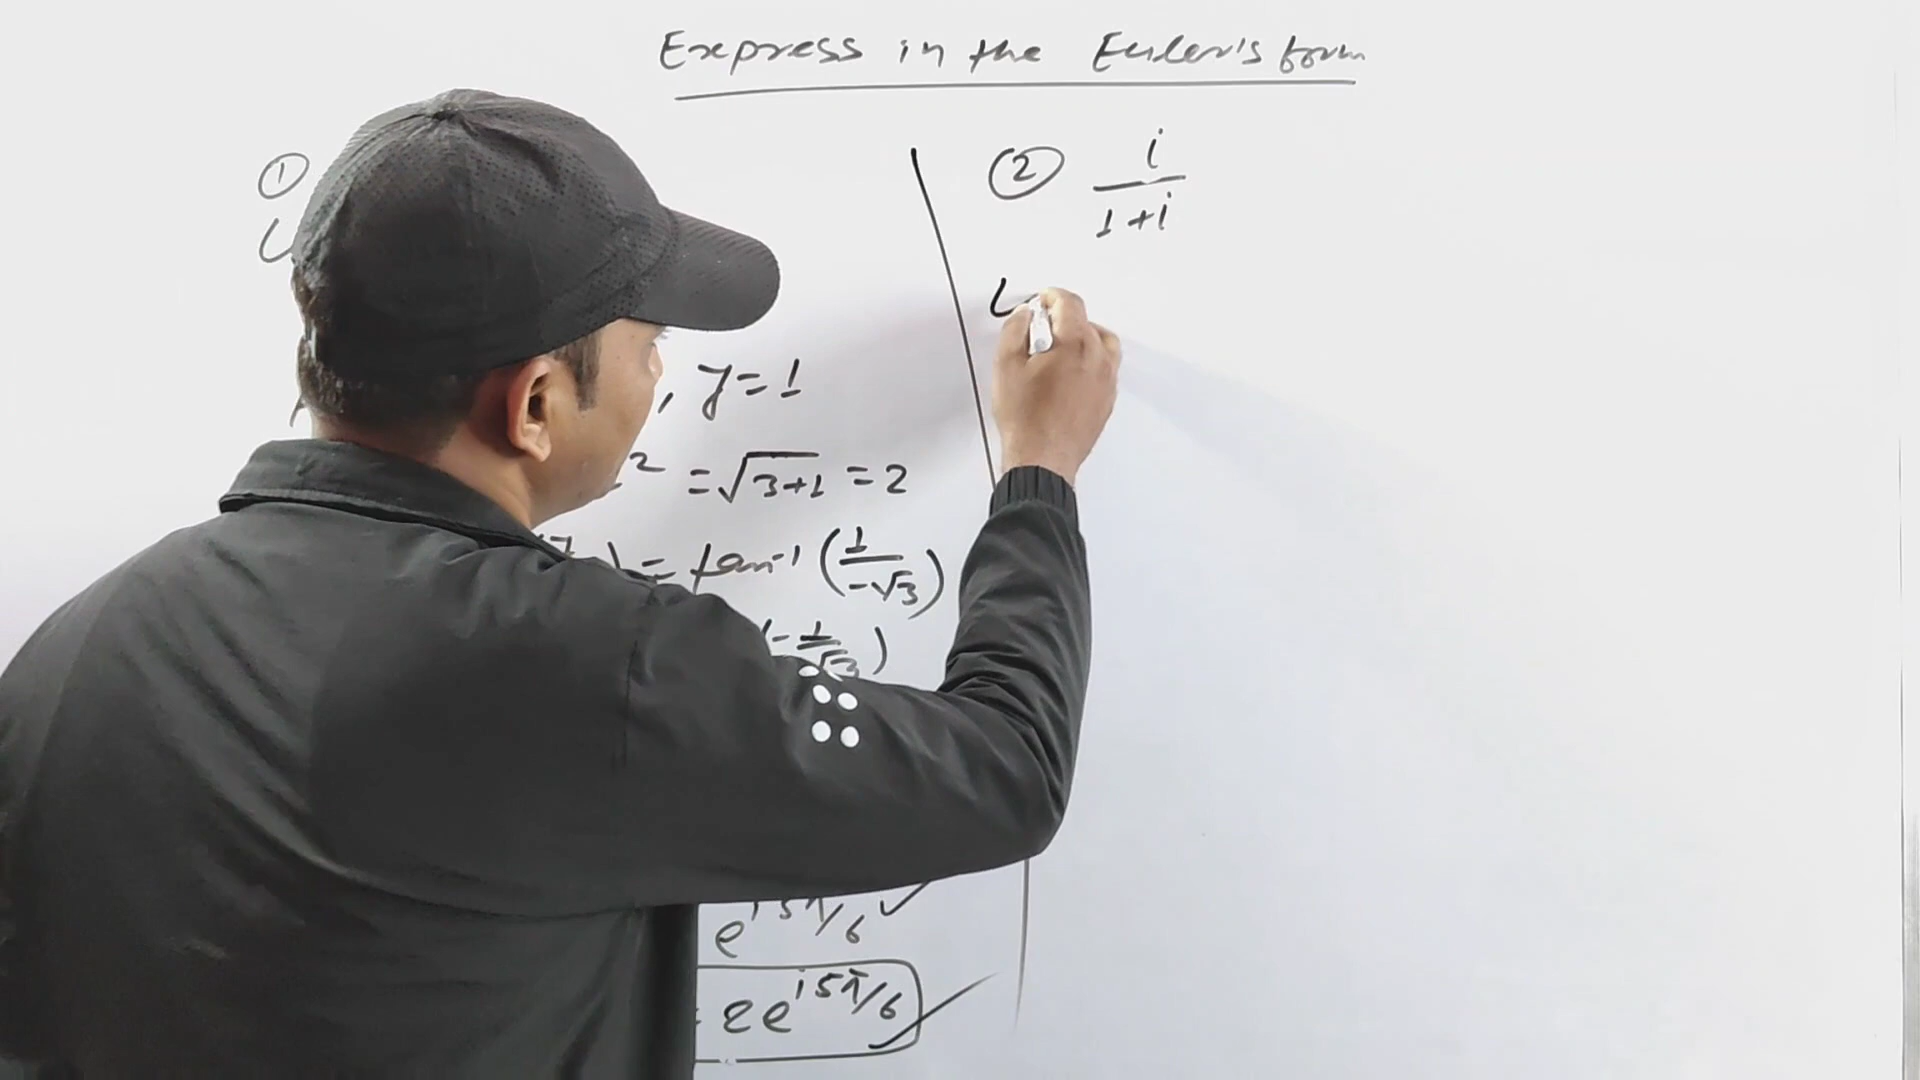 Express in the Euler's form
①
L
, y = 1
2 = √3+1 = 2
) = tan-1 (1/-√3)
(-1/√3)
e i5π/6 ✓
2e i5π/6
② i/1+i
L